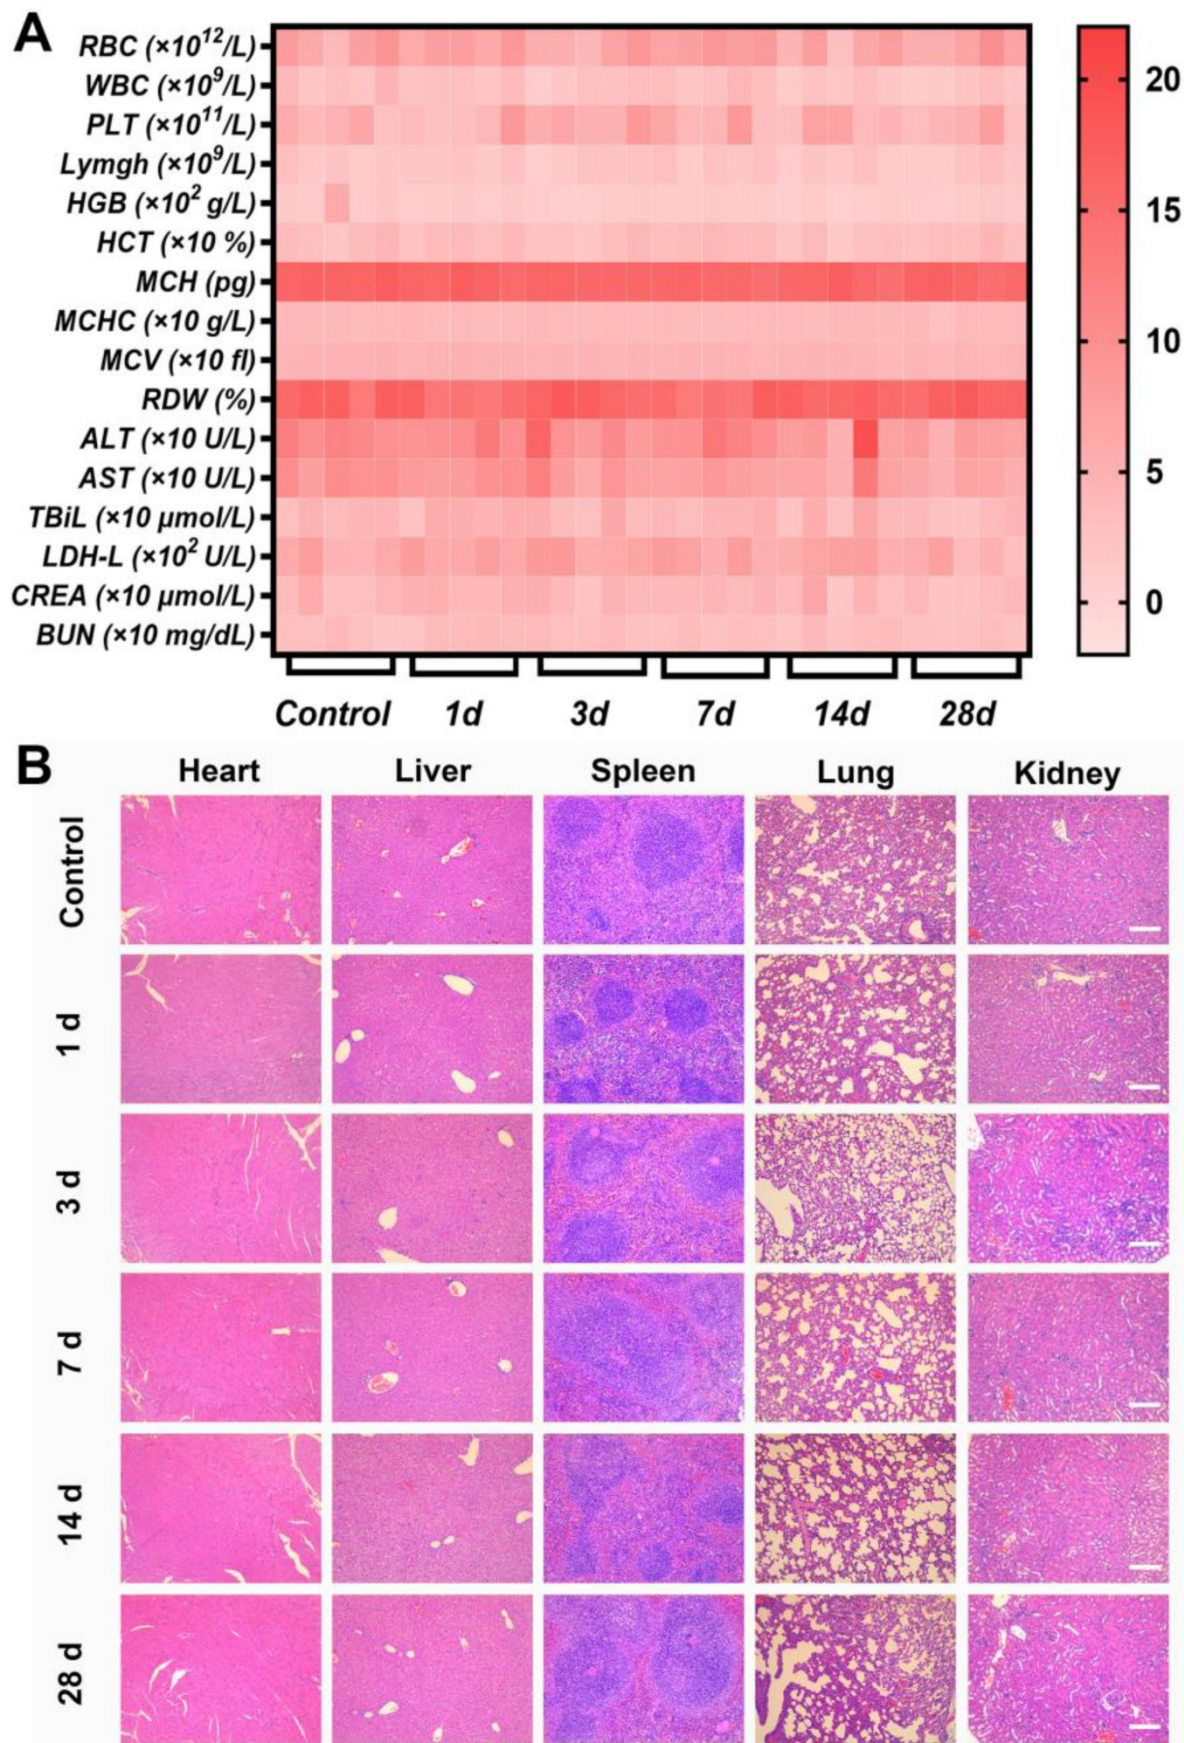 A
RBC (×10¹²/L)
WBC (×10⁹/L)
PLT (×10¹¹/L)
Lymgh (×10⁹/L)
HGB (×10² g/L)
HCT (×10 %)
MCH (pg)
MCHC (×10 g/L)
MCV (×10 fl)
RDW (%)
ALT (×10 U/L)
AST (×10 U/L)
TBiL (×10 μmol/L)
LDH-L (×10² U/L)
CREA (×10 μmol/L)
BUN (×10 mg/dL)
20
15
10
5
0
Control 1d 3d 7d 14d 28d
B
Heart Liver Spleen Lung Kidney
Control
1 d
3 d
7 d
14 d
28 d